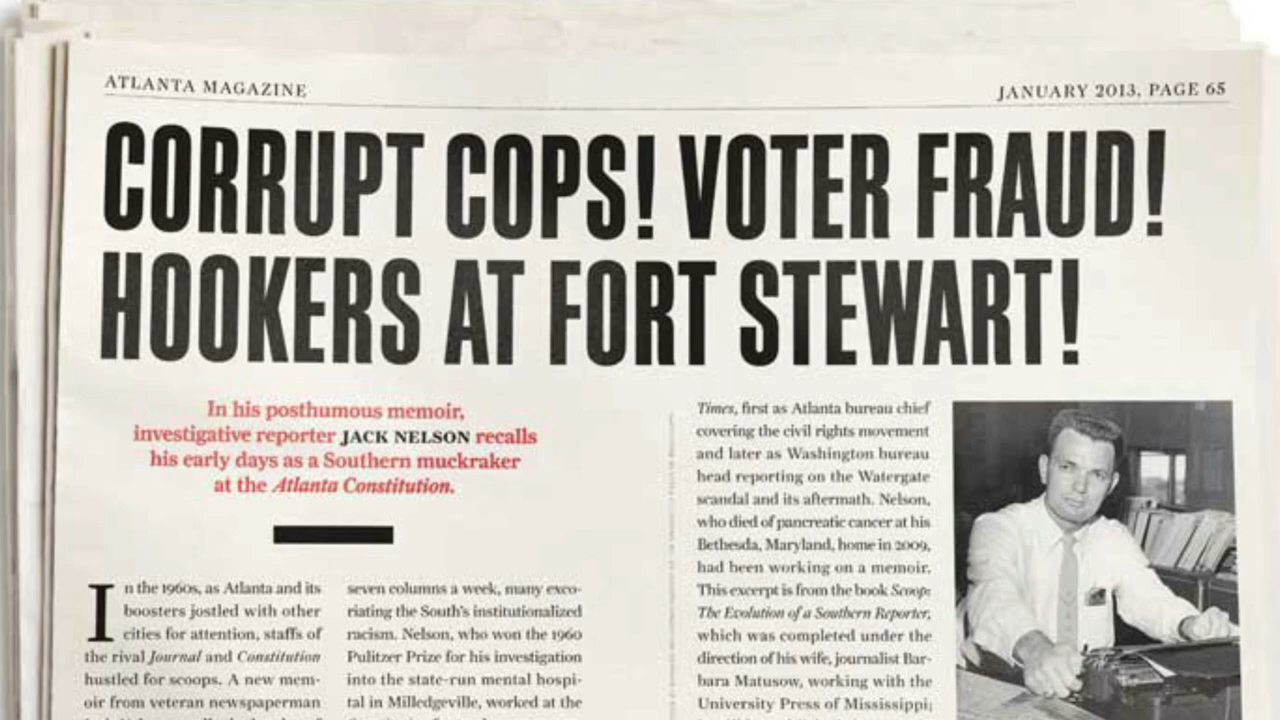 ATLANTA MAGAZINE
JANUARY 2013, PAGE 65
CORRUPT COPS! VOTER FRAUD!
HOOKERS AT FORT STEWART!
In his posthumous memoir,
investigative reporter JACK NELSON recalls
his early days as a Southern muckraker
at the Atlanta Constitution.
In the 1960s, as Atlanta and its
boosters jostled with other
cities for attention, staffs of
the rival Journal and Constitution
hustled for scoops. A new mem-
oir from veteran newspaperman
seven columns a week, many exco-
riating the South's institutionalized
racism. Nelson, who won the 1960
Pulitzer Prize for his investigation
into the state-run mental hospi-
tal in Milledgeville, worked at the
Times, first as Atlanta bureau chief
covering the civil rights movement
and later as Washington bureau
head reporting on the Watergate
scandal and its aftermath. Nelson,
who died of pancreatic cancer at his
Bethesda, Maryland, home in 2009,
had been working on a memoir.
This excerpt is from the book Scoop:
The Evolution of a Southern Reporter,
which was completed under the
direction of his wife, journalist Bar-
bara Matusow, working with the
University Press of Mississippi;